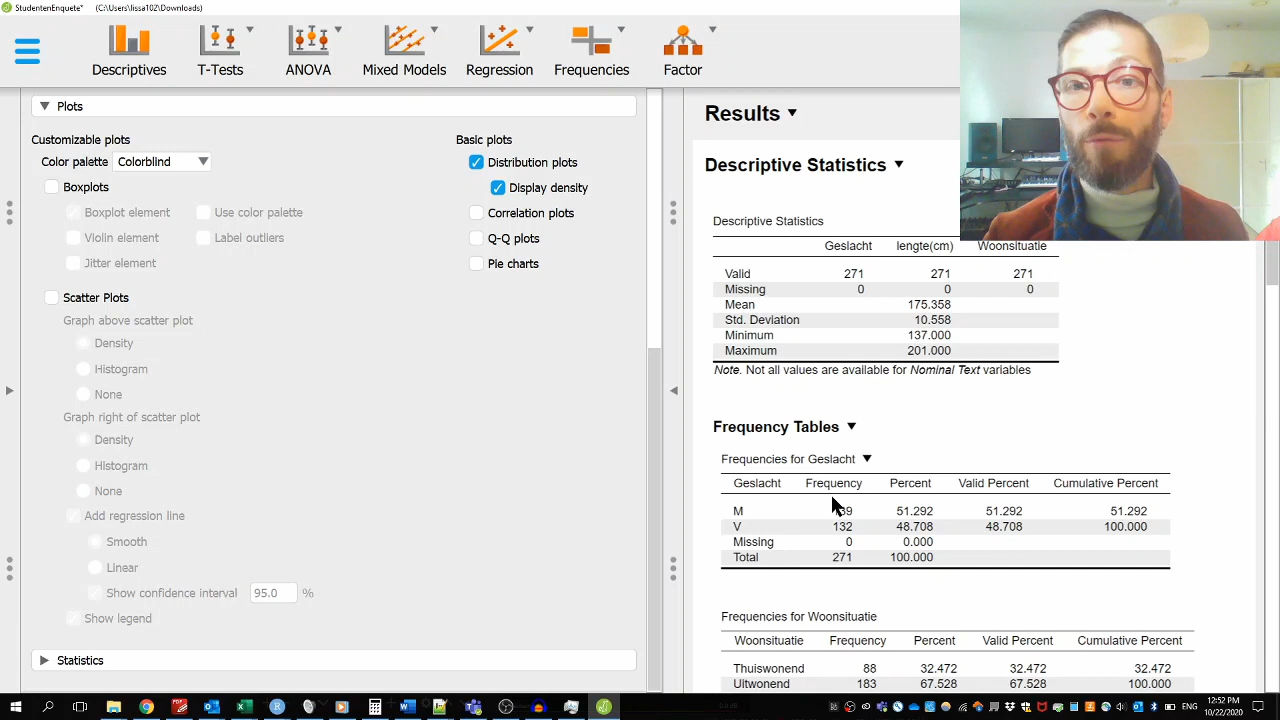 StudentenEnquete* (C:\Users\lissa102\Downloads)
Descriptives T-Tests ANOVA Mixed Models Regression Frequencies Factor
Plots
Customizable plots
Color palette Colorblind
Boxplots
Boxplot element Use color palette
Violin element Label outliers
Jitter element
Scatter Plots
Graph above scatter plot
Density
Histogram
None
Graph right of scatter plot
Density
Histogram
None
Add regression line
Smooth
Linear
Show confidence interval 95.0 %
Show legend
Statistics
Basic plots
Distribution plots
Display density
Correlation plots
Q-Q plots
Pie charts
Results
Descriptive Statistics
Descriptive Statistics
Geslacht lengte(cm) Woonsituatie
Valid 271 271 271
Missing 0 0 0
Mean 175.358
Std. Deviation 10.558
Minimum 137.000
Maximum 201.000
Note. Not all values are available for Nominal Text variables
Frequency Tables
Frequencies for Geslacht
Geslacht Frequency Percent Valid Percent Cumulative Percent
M 51.292 51.292 51.292
V 132 48.708 48.708 100.000
Missing 0 0.000
Total 271 100.000
Frequencies for Woonsituatie
Woonsituatie Frequency Percent Valid Percent Cumulative Percent
Thuiswonend 88 32.472 32.472 32.472
Uitwonend 183 67.528 67.528 100.000
12:52 PM
10/22/2020